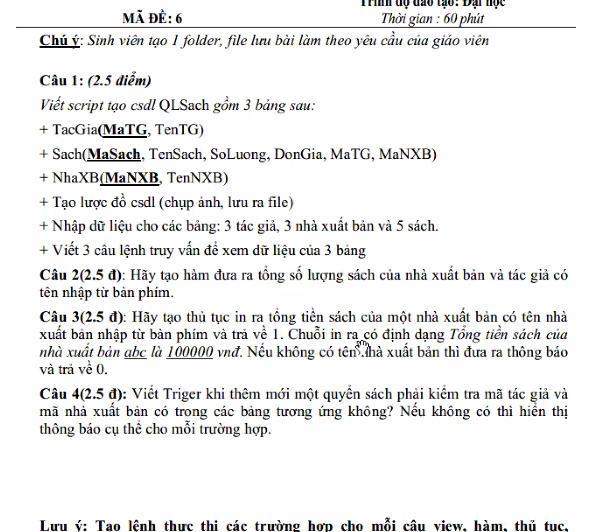 Trình độ đào tạo: Đại học
MÃ ĐỀ: 6
Thời gian : 60 phút
Chú ý: Sinh viên tạo 1 folder, file lưu bài làm theo yêu cầu của giáo viên
Câu 1: (2.5 điểm)
Viết script tạo csdl QLSach gồm 3 bảng sau:
+ TacGia(MaTG, TenTG)
+ Sach(MaSach, TenSach, SoLuong, DonGia, MaTG, MaNXB)
+ NhaXB(MaNXB, TenNXB)
+ Tạo lược đồ csdl (chụp ảnh, lưu ra file)
+ Nhập dữ liệu cho các bảng: 3 tác giả, 3 nhà xuất bản và 5 sách.
+ Viết 3 câu lệnh truy vấn để xem dữ liệu của 3 bảng
Câu 2(2.5 đ): Hãy tạo hàm đưa ra tổng số lượng sách của nhà xuất bản và tác giả có
tên nhập từ bàn phím.
Câu 3(2.5 đ): Hãy tạo thủ tục in ra tổng tiền sách của một nhà xuất bản có tên nhà
xuất bản nhập từ bàn phím và trả về 1. Chuỗi in ra có định dạng Tổng tiền sách của
nhà xuất bản abc là 100000 vnđ. Nếu không có tên nhà xuất bản thì đưa ra thông báo
và trả về 0.
Câu 4(2.5 đ): Viết Triger khi thêm mới một quyển sách phải kiểm tra mã tác giả và
mã nhà xuất bản có trong các bảng tương ứng không? Nếu không có thì hiển thị
thông báo cụ thể cho mỗi trường hợp.
Lưu ý: Tạo lệnh thực thi các trường hợp cho mỗi câu view, hàm, thủ tục,